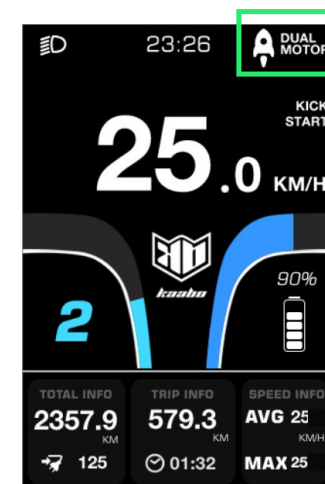 23:26
DUAL
MOTOR
KICK
START
25.0 KM/H
kaabo
2
90%
TOTAL INFO
2357.9
KM
125
TRIP INFO
579.3
KM
01:32
SPEED INFO
AVG 25
KM/H
MAX 25